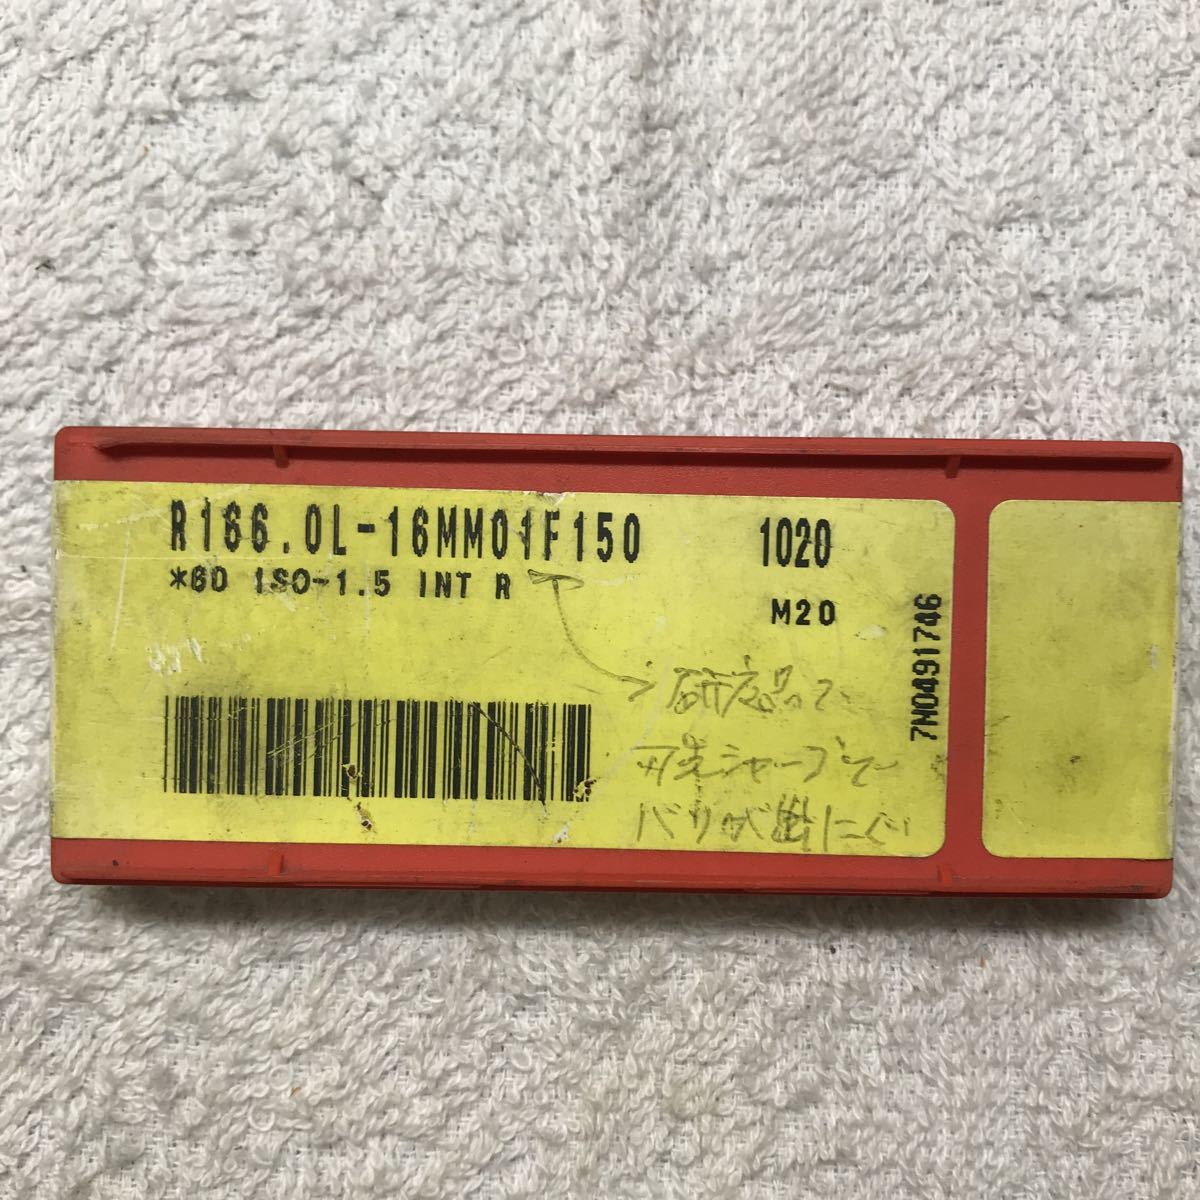 R166.0L-16MM01F150 1020
*60 ISO-1.5 INT R
M20
7N0491746
研磨品で
刃先シャープで
バリが出にくい